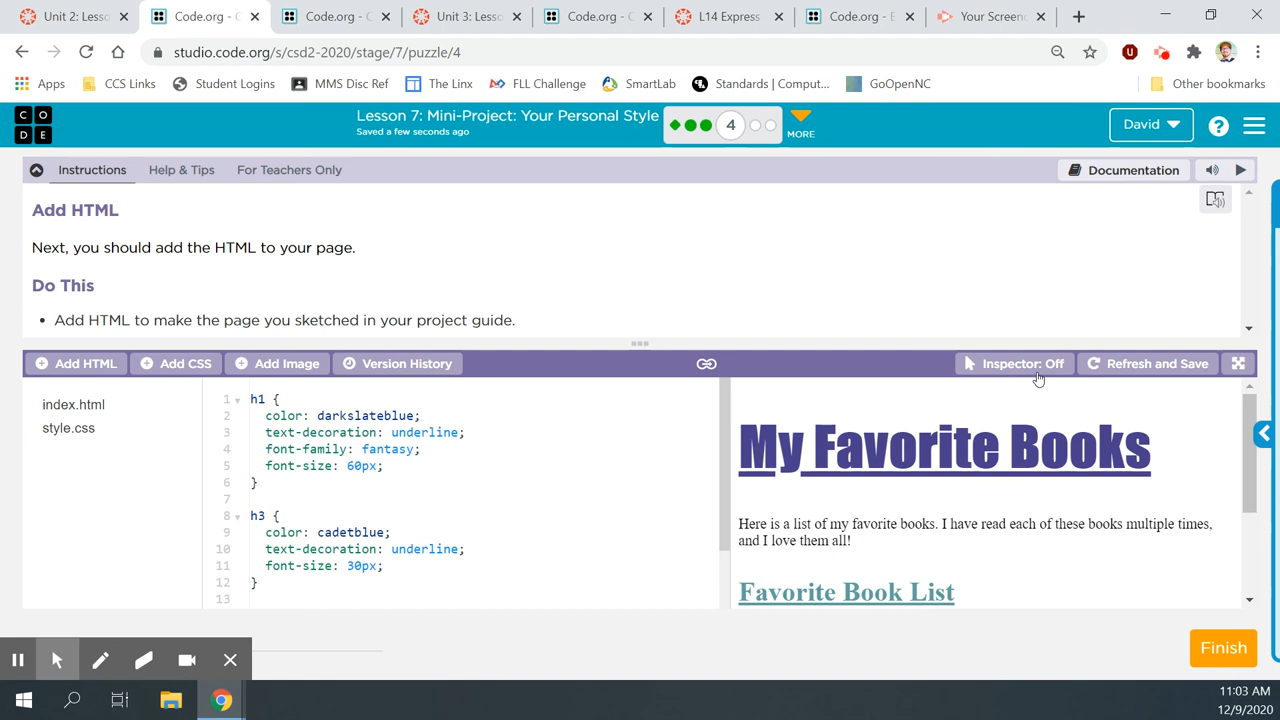 Unit 2: Lesso
Code.org - C
Code.org - C
Unit 3: Lesso
Code.org - C
L14 Express
Code.org - E
Your Screenc
studio.code.org/s/csd2-2020/stage/7/puzzle/4
Apps
CCS Links
Student Logins
MMS Disc Ref
The Linx
FLL Challenge
SmartLab
Standards | Comput...
GoOpenNC
Other bookmarks
C O
D E
Lesson 7: Mini-Project: Your Personal Style
Saved a few seconds ago
4
MORE
David
Instructions
Help & Tips
For Teachers Only
Documentation
Add HTML
Next, you should add the HTML to your page.
Do This
• Add HTML to make the page you sketched in your project guide.
Add HTML
Add CSS
Add Image
Version History
Inspector: Off
Refresh and Save
index.html
style.css
1 h1 {
2 color: darkslateblue;
3 text-decoration: underline;
4 font-family: fantasy;
5 font-size: 60px;
6 }
7
8 h3 {
9 color: cadetblue;
10 text-decoration: underline;
11 font-size: 30px;
12 }
13
My Favorite Books
Here is a list of my favorite books. I have read each of these books multiple times,
and I love them all!
Favorite Book List
Finish
11:03 AM
12/9/2020